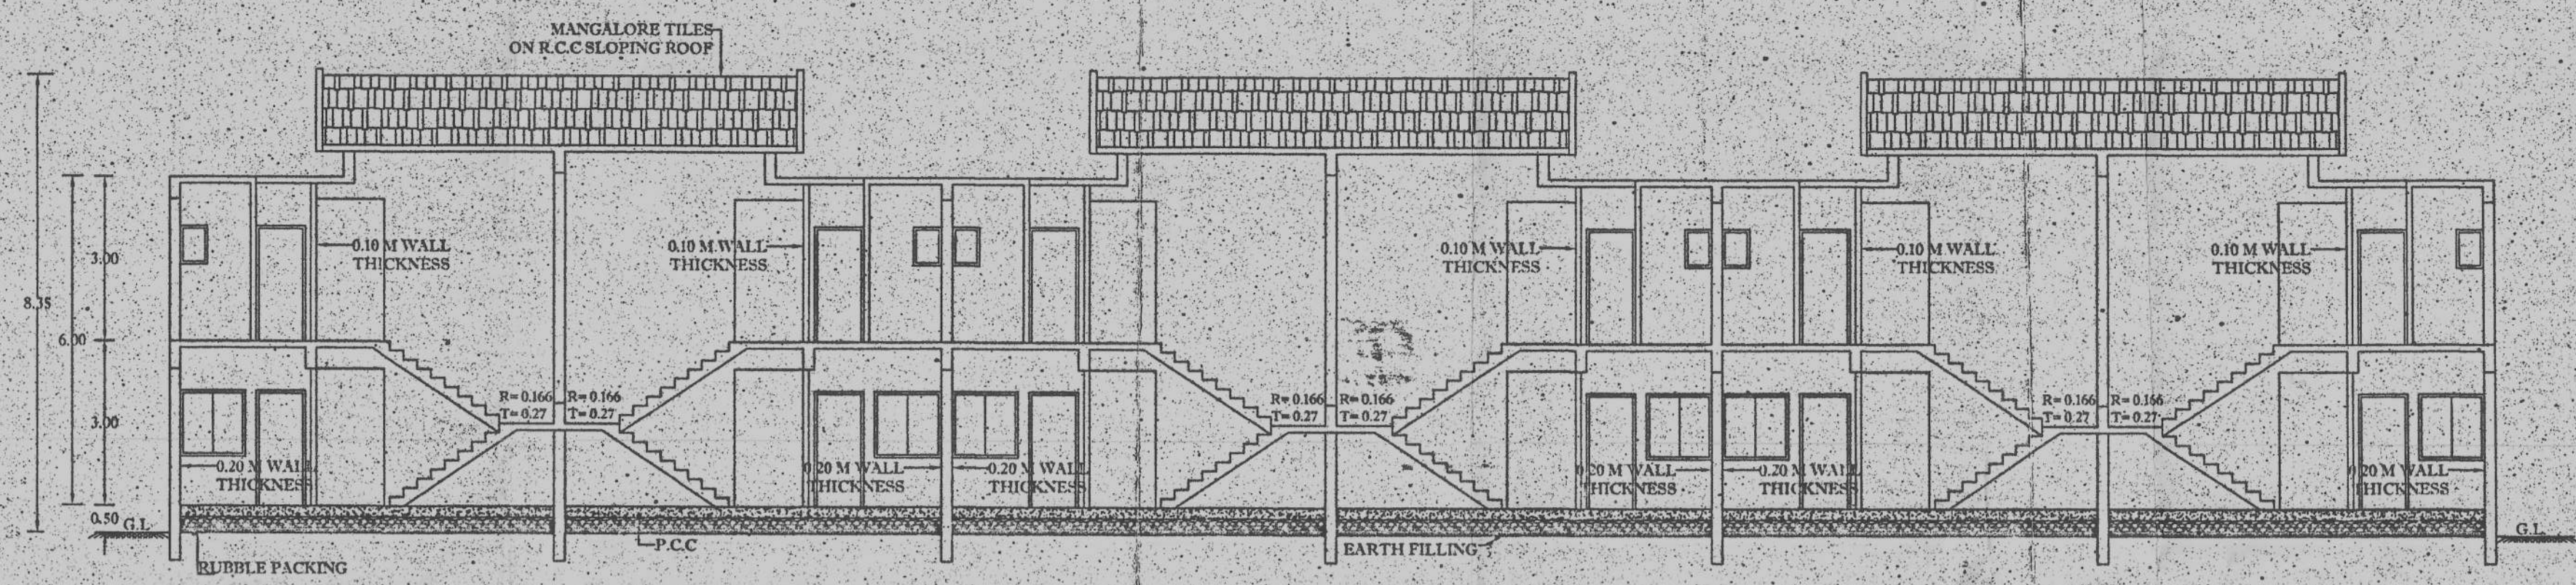 MANGALORE TILES
ON R.C.C SLOPING ROOF
0.10 M WALL
THICKNESS
0.10 M WALL
THICKNESS
0.10 M WALL
THICKNESS
0.10 M WALL
THICKNESS
0.10 M WALL
THICKNESS
3.00
8.35
6.00
3.00
R= 0.166
T= 0.27
R= 0.166
T= 0.27
R= 0.166
T= 0.27
R= 0.166
T= 0.27
R= 0.166
T= 0.27
R= 0.166
T= 0.27
0.20 M WALL
THICKNESS
0.20 M WALL
THICKNESS
0.20 M WALL
THICKNESS
0.20 M WALL
THICKNESS
0.20 M WALL
THICKNESS
0.20 M WALL
THICKNESS
0.50
G.L
G.L
P.C.C
EARTH FILLING
RUBBLE PACKING